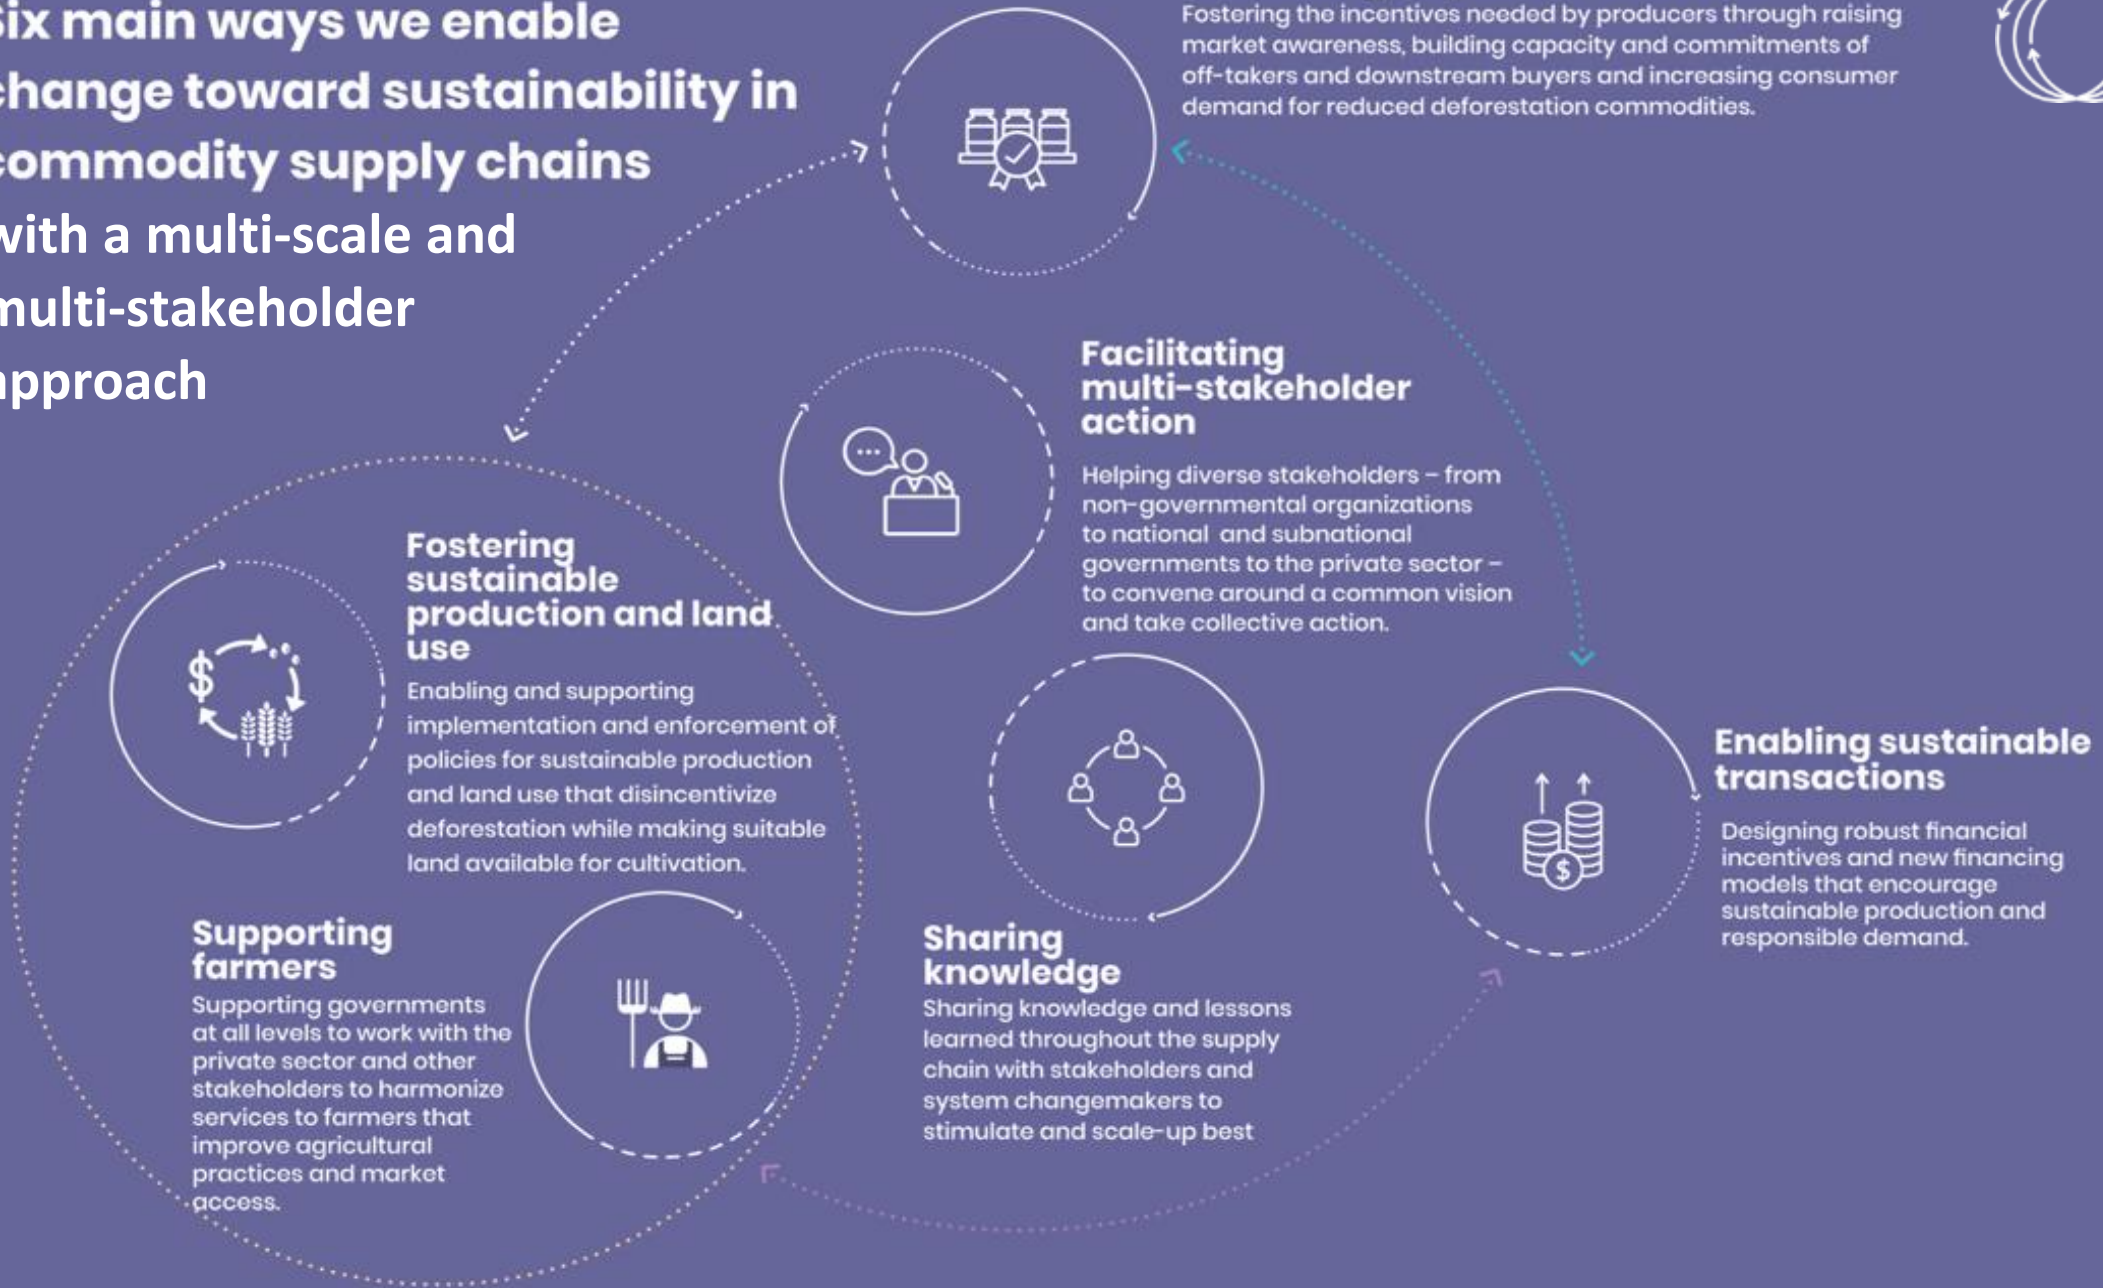 Six main ways we enable
change toward sustainability in
commodity supply chains
with a multi-scale and
multi-stakeholder
approach
Fostering the incentives needed by producers through raising
market awareness, building capacity and commitments of
off-takers and downstream buyers and increasing consumer
demand for reduced deforestation commodities.
Facilitating
multi-stakeholder
action
Helping diverse stakeholders – from
non-governmental organizations
to national and subnational
governments to the private sector –
to convene around a common vision
and take collective action.
Fostering
sustainable
production and land
use
Enabling and supporting
implementation and enforcement of
policies for sustainable production
and land use that disincentivize
deforestation while making suitable
land available for cultivation.
Supporting
farmers
Supporting governments
at all levels to work with the
private sector and other
stakeholders to harmonize
services to farmers that
improve agricultural
practices and market
access.
Sharing
knowledge
Sharing knowledge and lessons
learned throughout the supply
chain with stakeholders and
system changemakers to
stimulate and scale-up best
Enabling sustainable
transactions
Designing robust financial
incentives and new financing
models that encourage
sustainable production and
responsible demand.
$
$